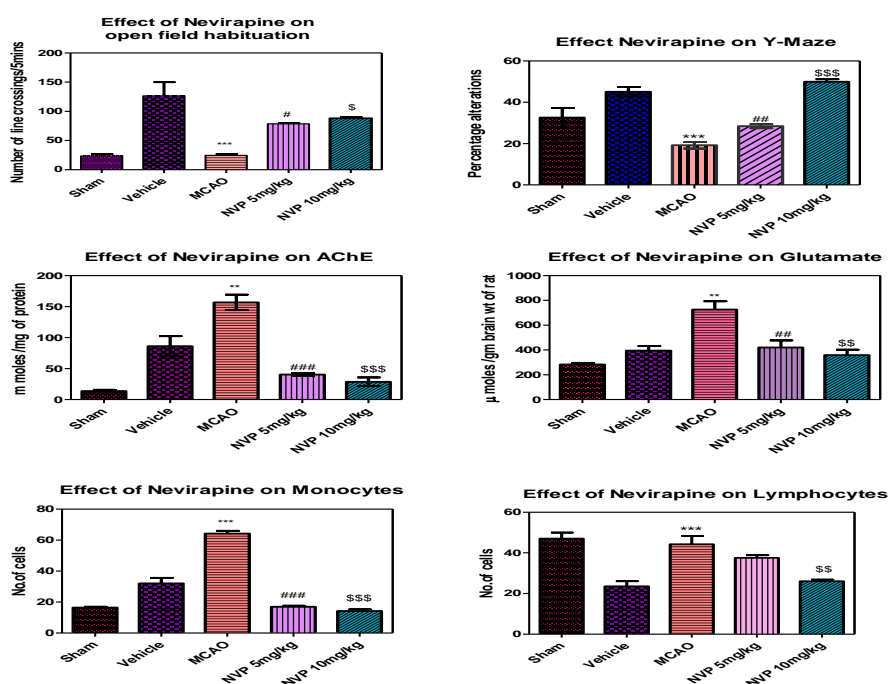 Effect of Nevirapine on
open field habituation
Number of line crossings/5mins
200
150
100
50
0
***
#
$
Sham
Vehicle
MCAO
NVP 5mg/kg
NVP 10mg/kg
Effect Nevirapine on Y-Maze
Percentage alterations
60
40
20
0
***
##
$$$
Sham
Vehicle
MCAO
NVP 5mg/kg
NVP 10mg/kg
Effect of Nevirapine on AChE
m moles /mg of protein
200
150
100
50
0
**
###
$$$
Sham
Vehicle
MCAO
NVP 5mg/kg
NVP 10mg/kg
Effect of Nevirapine on Glutamate
µ moles /gm brain wt of rat
1000
800
600
400
200
0
**
##
$$
Sham
Vehicle
MCAO
NVP 5mg/kg
NVP 10mg/kg
Effect of Nevirapine on Monocytes
No.of cells
80
60
40
20
0
***
###
$$$
Sham
Vehicle
MCAO
NVP 5mg/kg
NVP 10mg/kg
Effect of Nevirapine on Lymphocytes
No.of cells
60
40
20
0
***
$$
Sham
Vehicle
MCAO
NVP 5mg/kg
NVP 10mg/kg